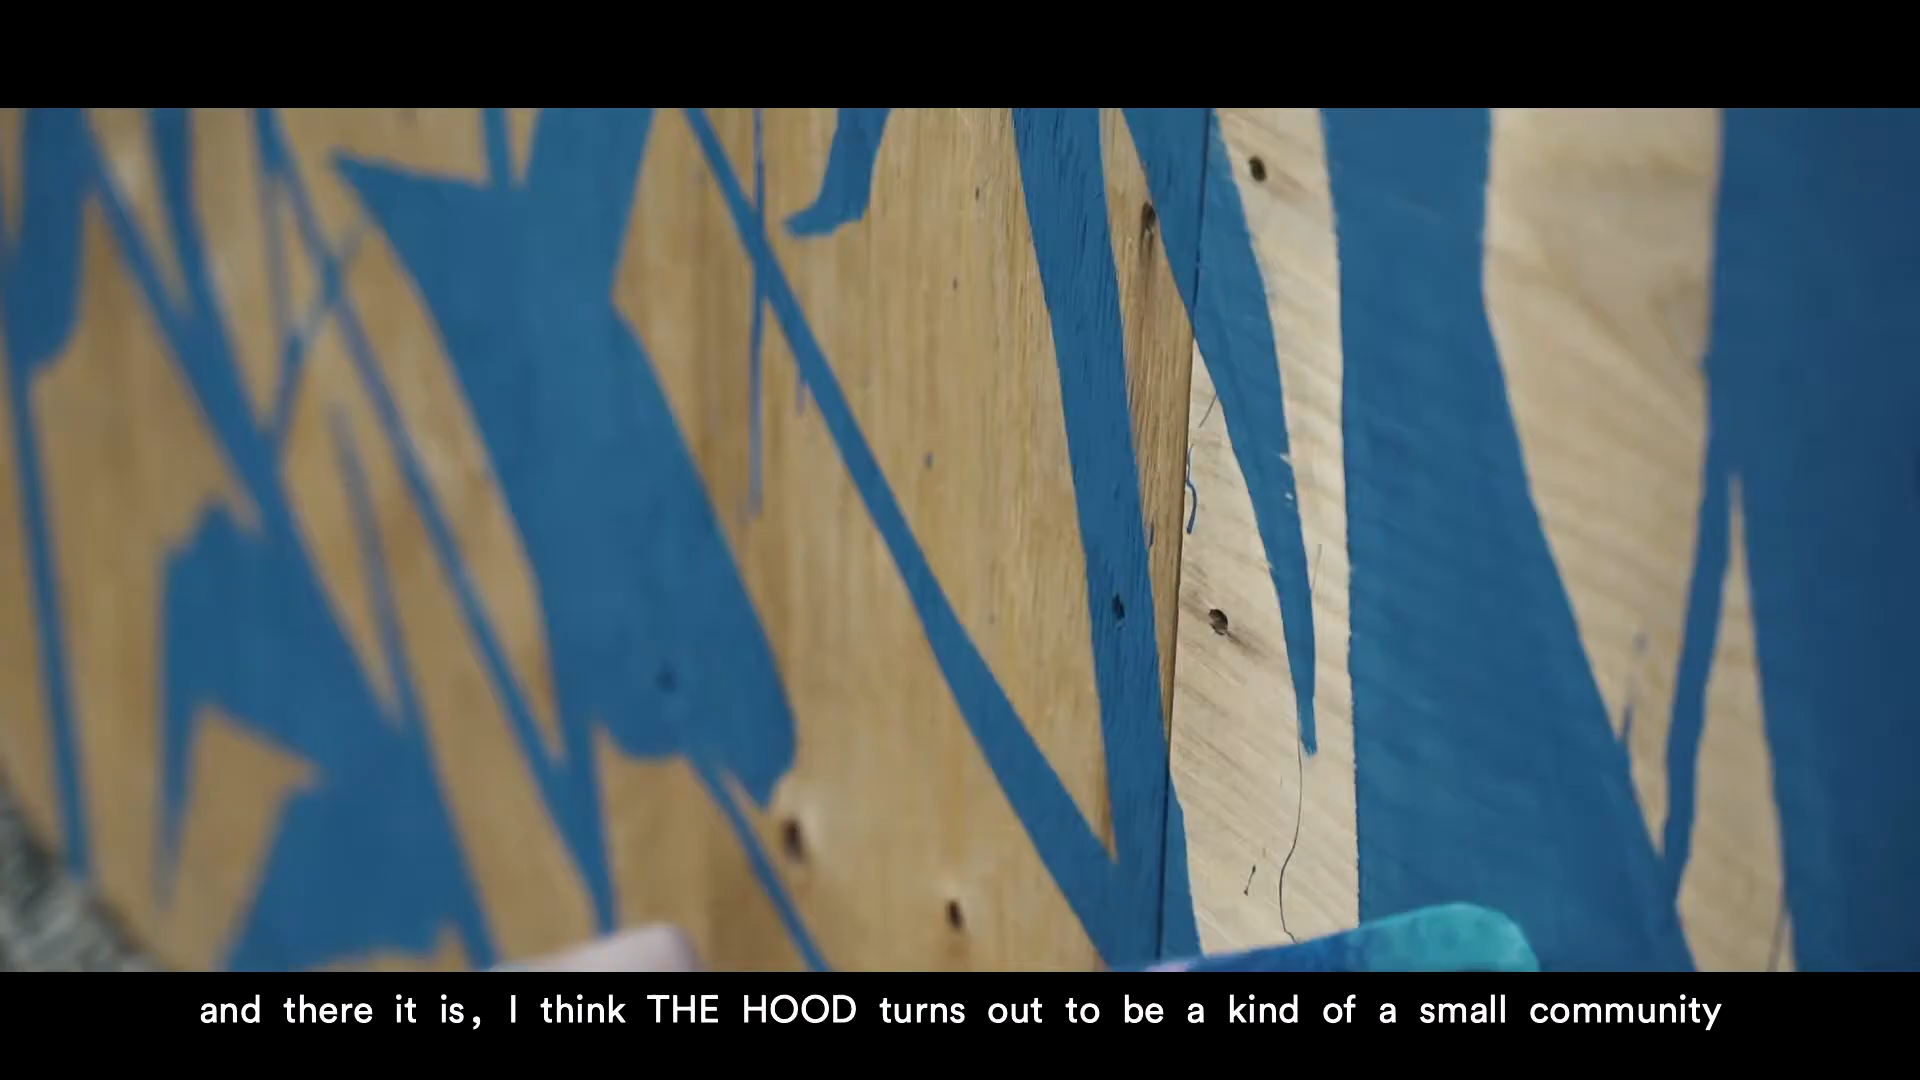 and there it is, I think THE HOOD turns out to be a kind of a small community